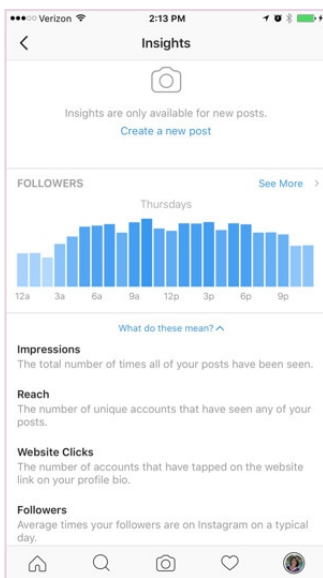 Verizon 2:13 PM
Insights
Insights are only available for new posts.
Create a new post
FOLLOWERS See More
Thursdays
12a 3a 6a 9a 12p 3p 6p 9p
What do these mean?
Impressions
The total number of times all of your posts have been seen.
Reach
The number of unique accounts that have seen any of your
posts.
Website Clicks
The number of accounts that have tapped on the website
link on your profile bio.
Followers
Average times your followers are on Instagram on a typical
day.